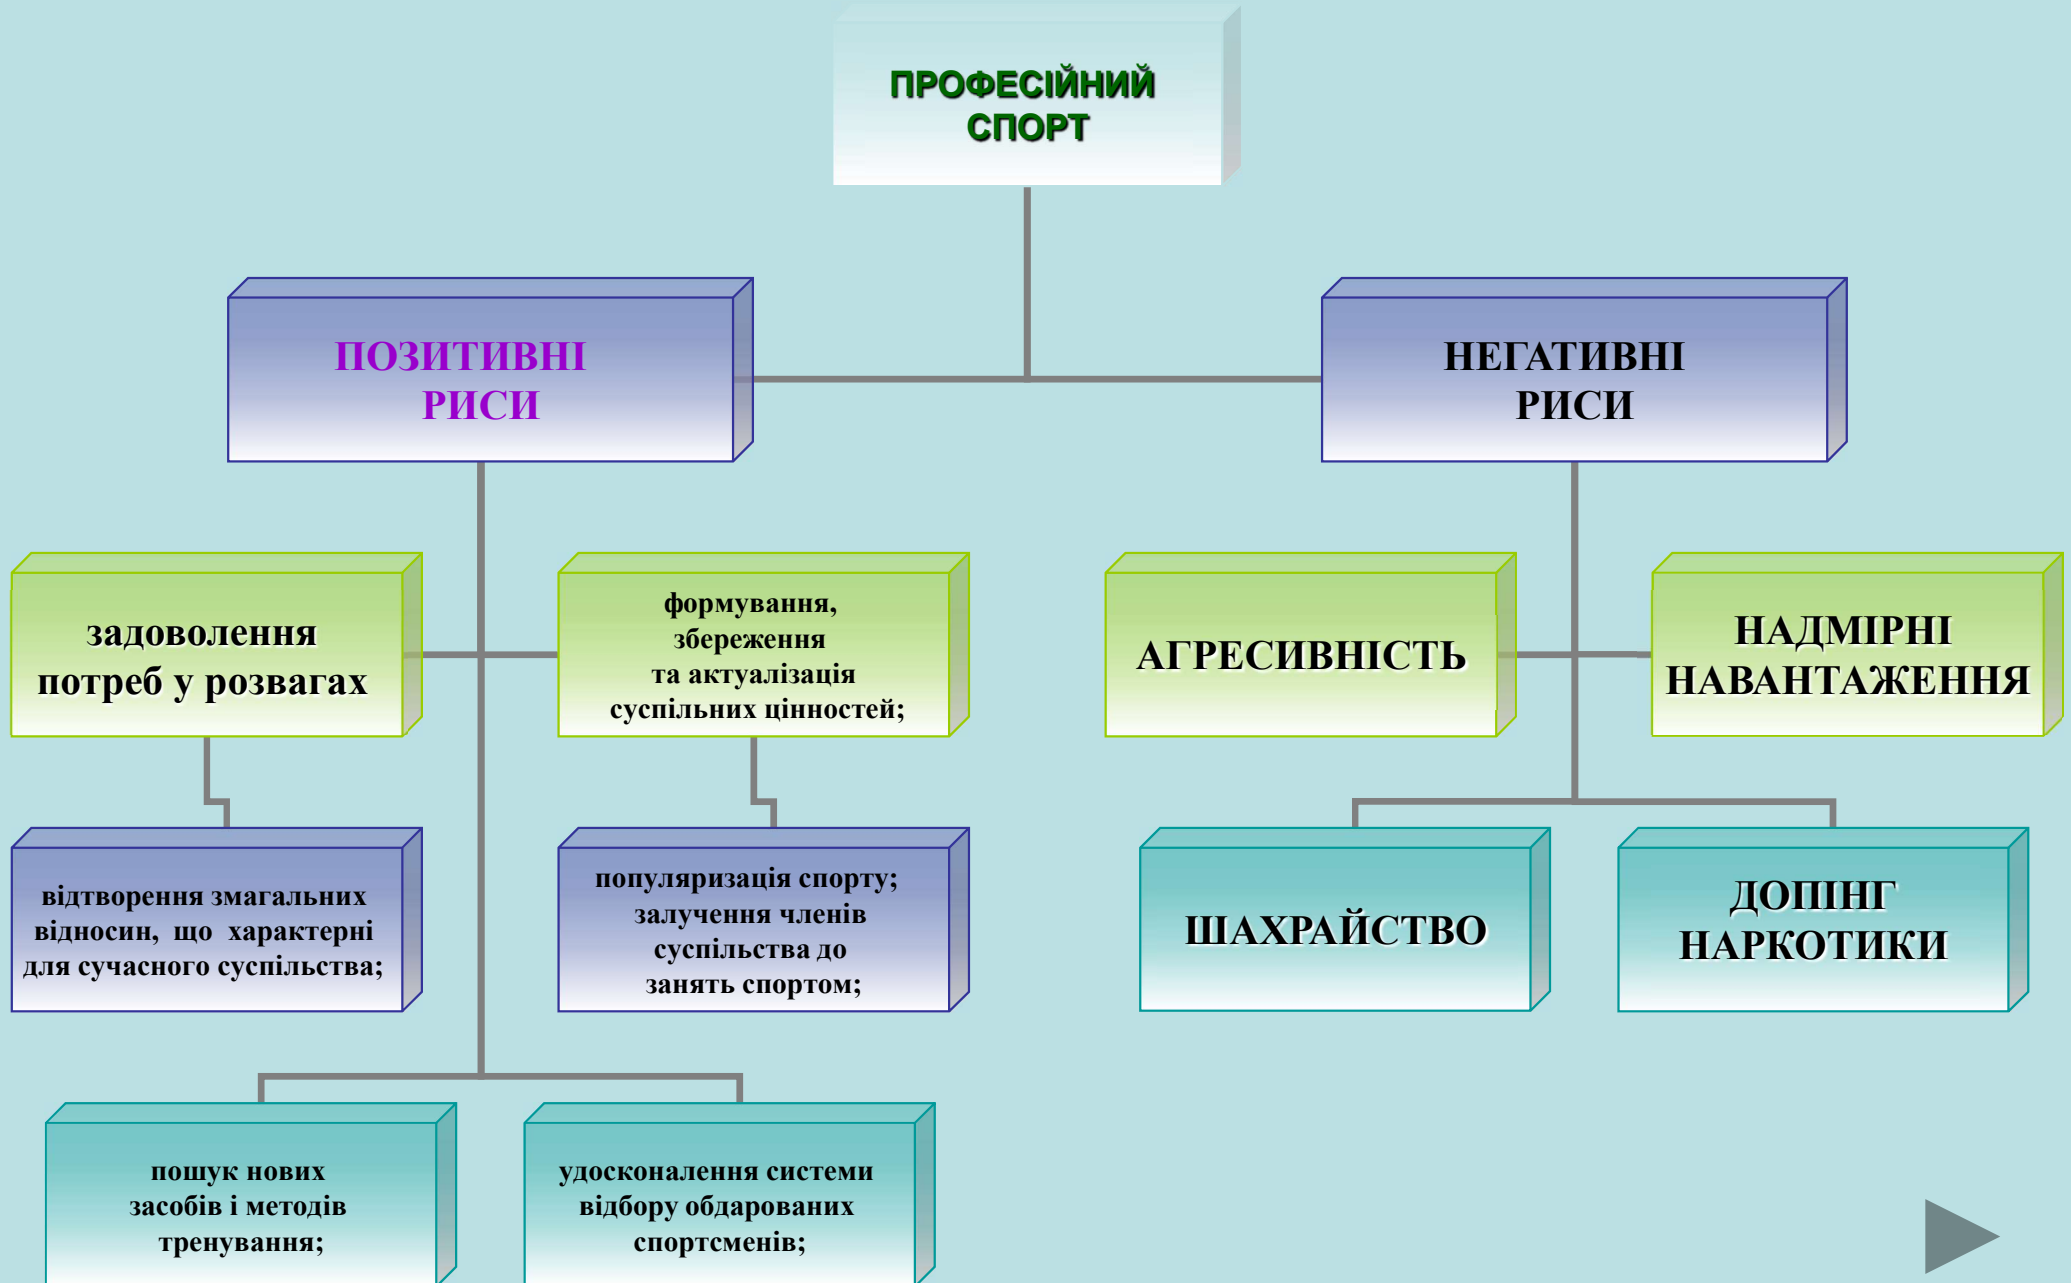 ПРОФЕСІЙНИЙ
СПОРТ
ПОЗИТИВНІ
РИСИ
НЕГАТИВНІ
РИСИ
задоволення
потреб у розвагах
формування,
збереження
та актуалізація
суспільних цінностей;
АГРЕСИВНІСТЬ
НАДМІРНІ
НАВАНТАЖЕННЯ
відтворення змагальних
відносин, що характерні
для сучасного суспільства;
популяризація спорту;
залучення членів
суспільства до
занять спортом;
ШАХРАЙСТВО
ДОПІНГ
НАРКОТИКИ
пошук нових
засобів і методів
тренування;
удосконалення системи
відбору обдарованих
спортсменів;